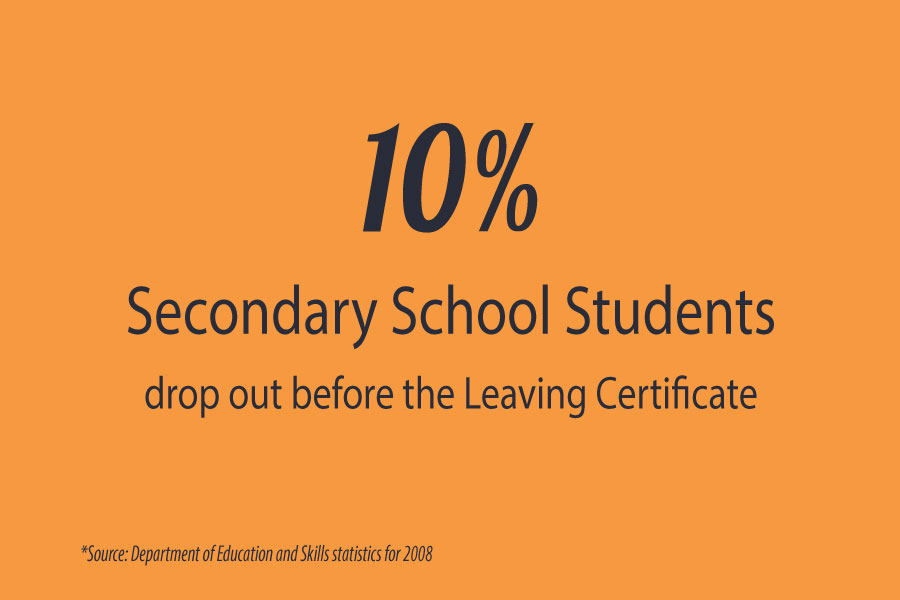 10%
Secondary School Students
drop out before the Leaving Certificate
*Source: Department of Education and Skills statistics for 2008